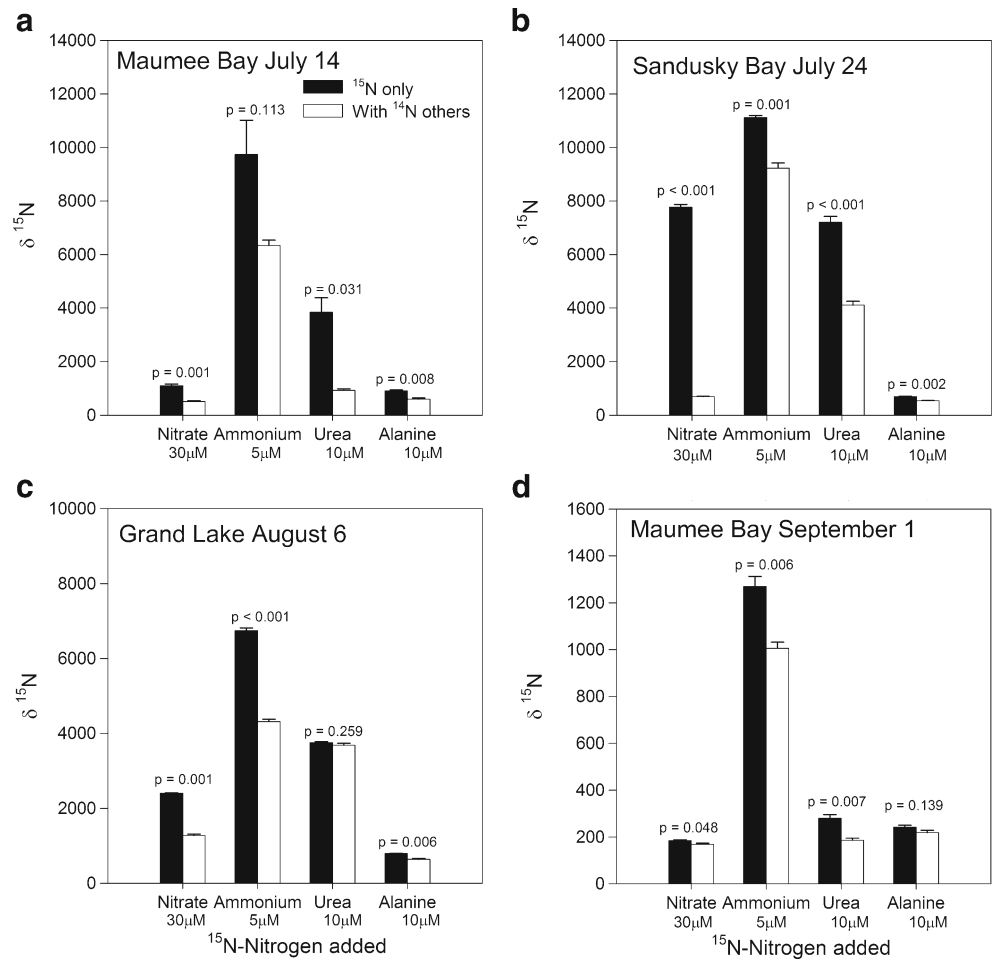 a
14000
12000
10000
8000
6000
4000
2000
0
δ ¹⁵N
Maumee Bay July 14
¹⁵N only
With ¹⁴N others
p = 0.113
p = 0.031
p = 0.001
p = 0.008
Nitrate Ammonium Urea Alanine
30μM 5μM 10μM 10μM
b
14000
12000
10000
8000
6000
4000
2000
0
δ ¹⁵N
Sandusky Bay July 24
p = 0.001
p < 0.001
p < 0.001
p = 0.002
Nitrate Ammonium Urea Alanine
30μM 5μM 10μM 10μM
c
10000
8000
6000
4000
2000
0
δ ¹⁵N
Grand Lake August 6
p < 0.001
p = 0.259
p = 0.001
p = 0.006
Nitrate Ammonium Urea Alanine
30μM 5μM 10μM 10μM
¹⁵N-Nitrogen added
d
1600
1400
1200
1000
800
600
400
200
0
δ ¹⁵N
Maumee Bay September 1
p = 0.006
p = 0.007
p = 0.139
p = 0.048
Nitrate Ammonium Urea Alanine
30μM 5μM 10μM 10μM
¹⁵N-Nitrogen added